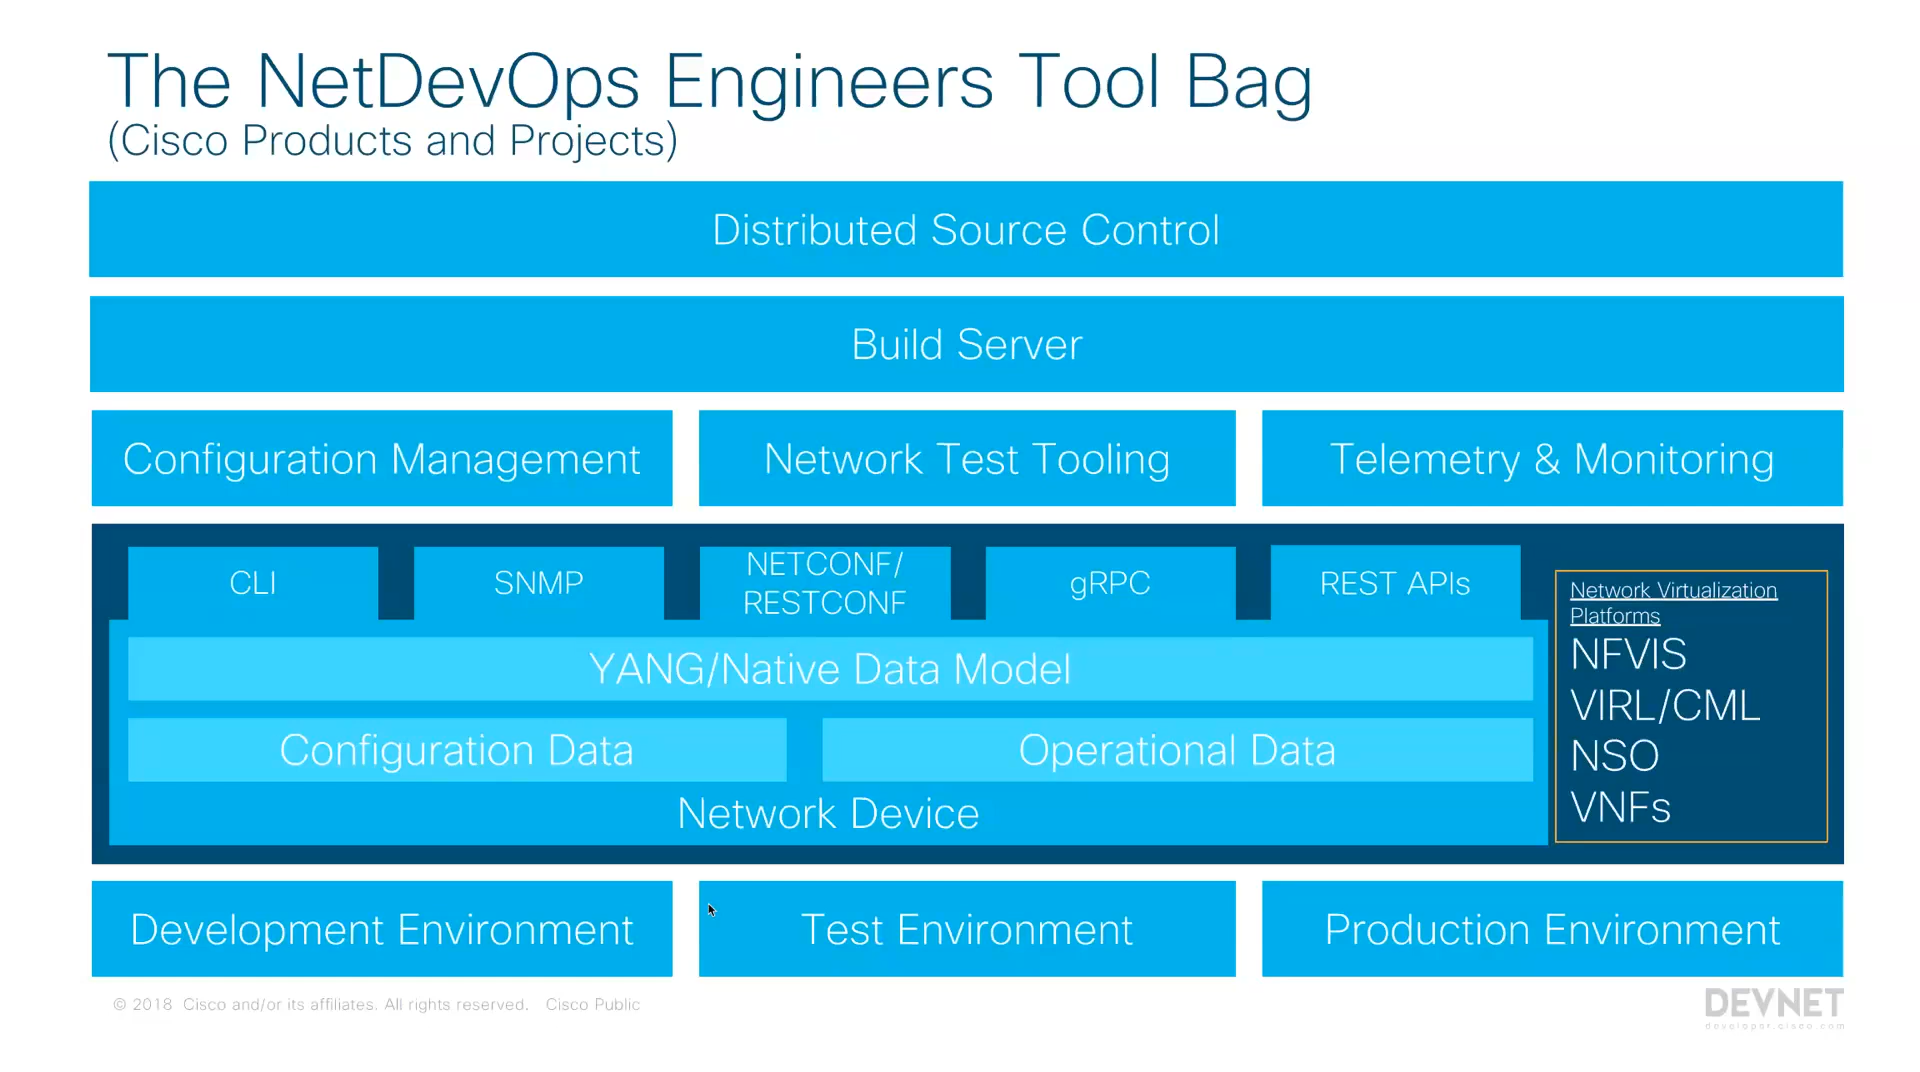 The NetDevOps Engineers Tool Bag
(Cisco Products and Projects)
Distributed Source Control
Build Server
Configuration Management
Network Test Tooling
Telemetry & Monitoring
CLI
SNMP
NETCONF/
RESTCONF
gRPC
REST APIs
YANG/Native Data Model
Configuration Data
Operational Data
Network Device
Network Virtualization
Platforms
NFVIS
VIRL/CML
NSO
VNFs
Development Environment
Test Environment
Production Environment
© 2018 Cisco and/or its affiliates. All rights reserved. Cisco Public
DEVNET
developer.cisco.com